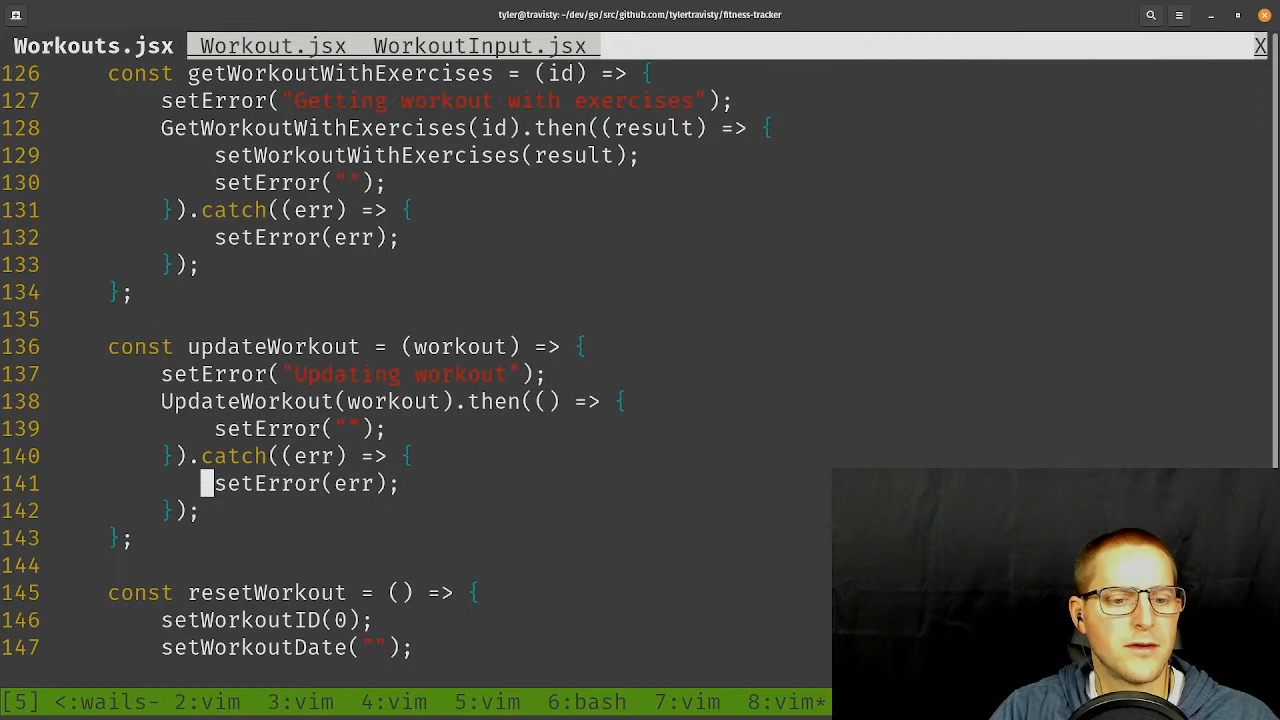 tyler@travisty: ~/dev/go/src/github.com/tylertravisty/fitness-tracker
Workouts.jsx Workout.jsx WorkoutInput.jsx X
126 const getWorkoutWithExercises = (id) => {
127 setError("Getting workout with exercises");
128 GetWorkoutWithExercises(id).then((result) => {
129 setWorkoutWithExercises(result);
130 setError("");
131 }).catch((err) => {
132 setError(err);
133 });
134 };
135
136 const updateWorkout = (workout) => {
137 setError("Updating workout");
138 UpdateWorkout(workout).then(() => {
139 setError("");
140 }).catch((err) => {
141 setError(err);
142 });
143 };
144
145 const resetWorkout = () => {
146 setWorkoutID(0);
147 setWorkoutDate("");
[5] <:wails- 2:vim 3:vim 4:vim 5:vim 6:bash 7:vim 8:vim*